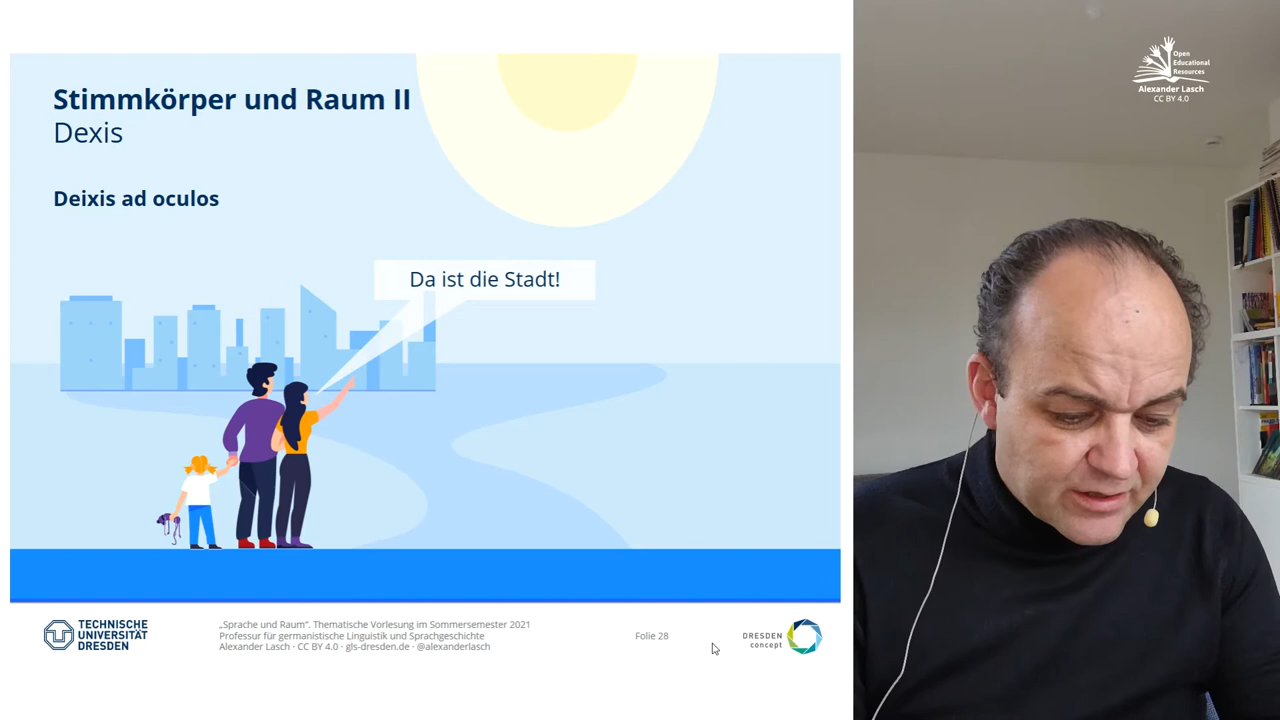 Stimmkörper und Raum II
Dexis
Deixis ad oculos
Da ist die Stadt!
TECHNISCHE
UNIVERSITÄT
DRESDEN
„Sprache und Raum“. Thematische Vorlesung im Sommersemester 2021
Professur für germanistische Linguistik und Sprachgeschichte
Alexander Lasch · CC BY 4.0 · gls-dresden.de · @alexanderlasch
Folie 28
DRESDEN
concept
Open
Educational
Resources
Alexander Lasch
CC BY 4.0